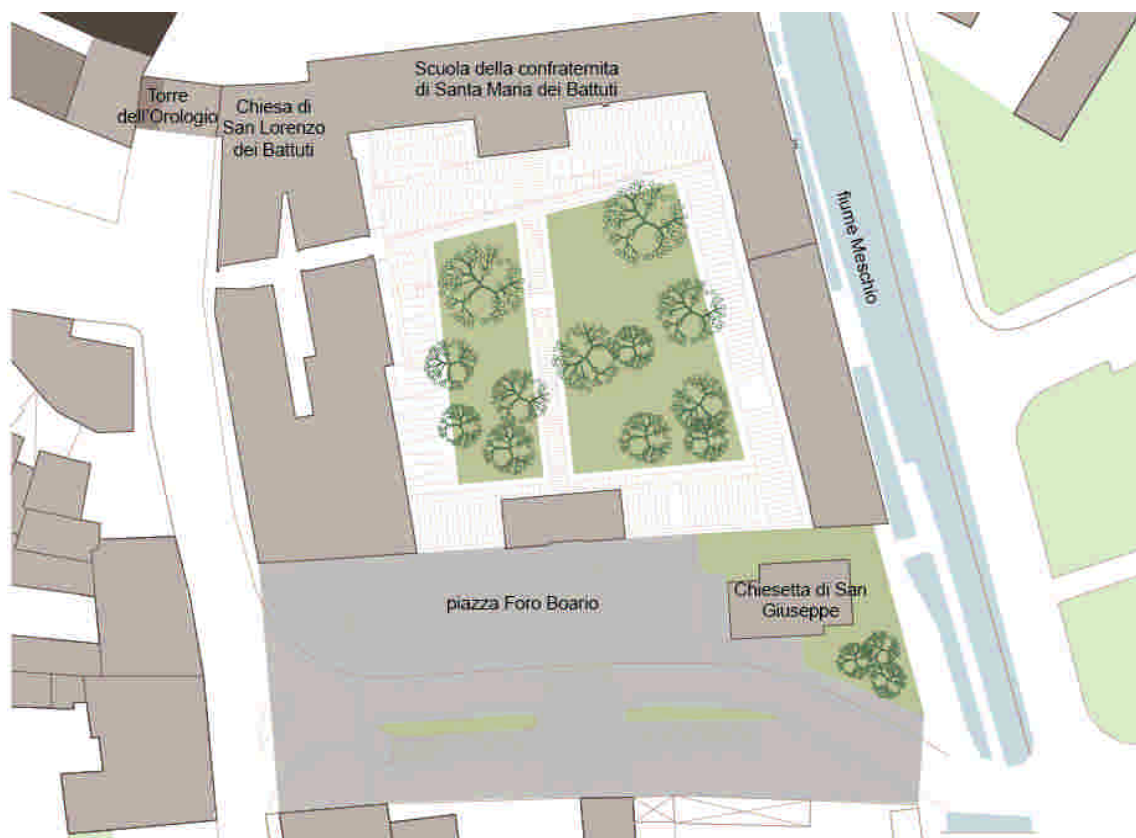 Scuola della confraternita
di Santa Maria dei Battuti
Torre
dell'Orologio
Chiesa di
San Lorenzo
dei Battuti
fiume Meschio
piazza Foro Boario
Chiesetta di San
Giuseppe